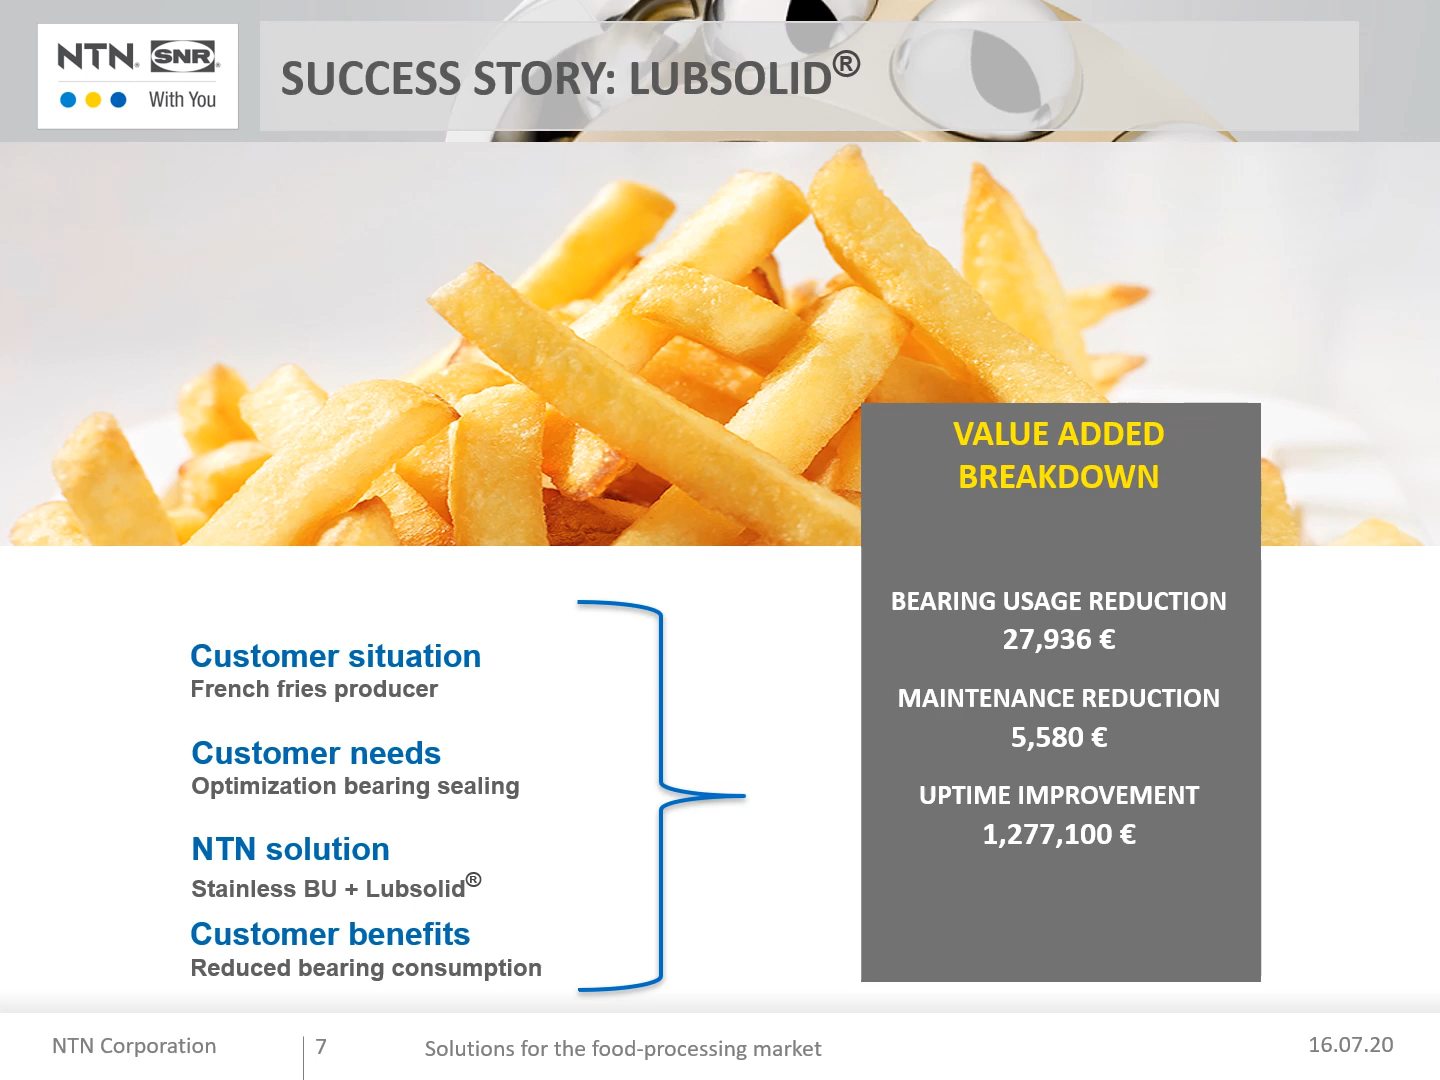 NTN® SNR®
With You
SUCCESS STORY: LUBSOLID®
VALUE ADDED
BREAKDOWN
BEARING USAGE REDUCTION
27,936 €
MAINTENANCE REDUCTION
5,580 €
UPTIME IMPROVEMENT
1,277,100 €
Customer situation
French fries producer
Customer needs
Optimization bearing sealing
NTN solution
Stainless BU + Lubsolid®
Customer benefits
Reduced bearing consumption
NTN Corporation
7
Solutions for the food-processing market
16.07.20